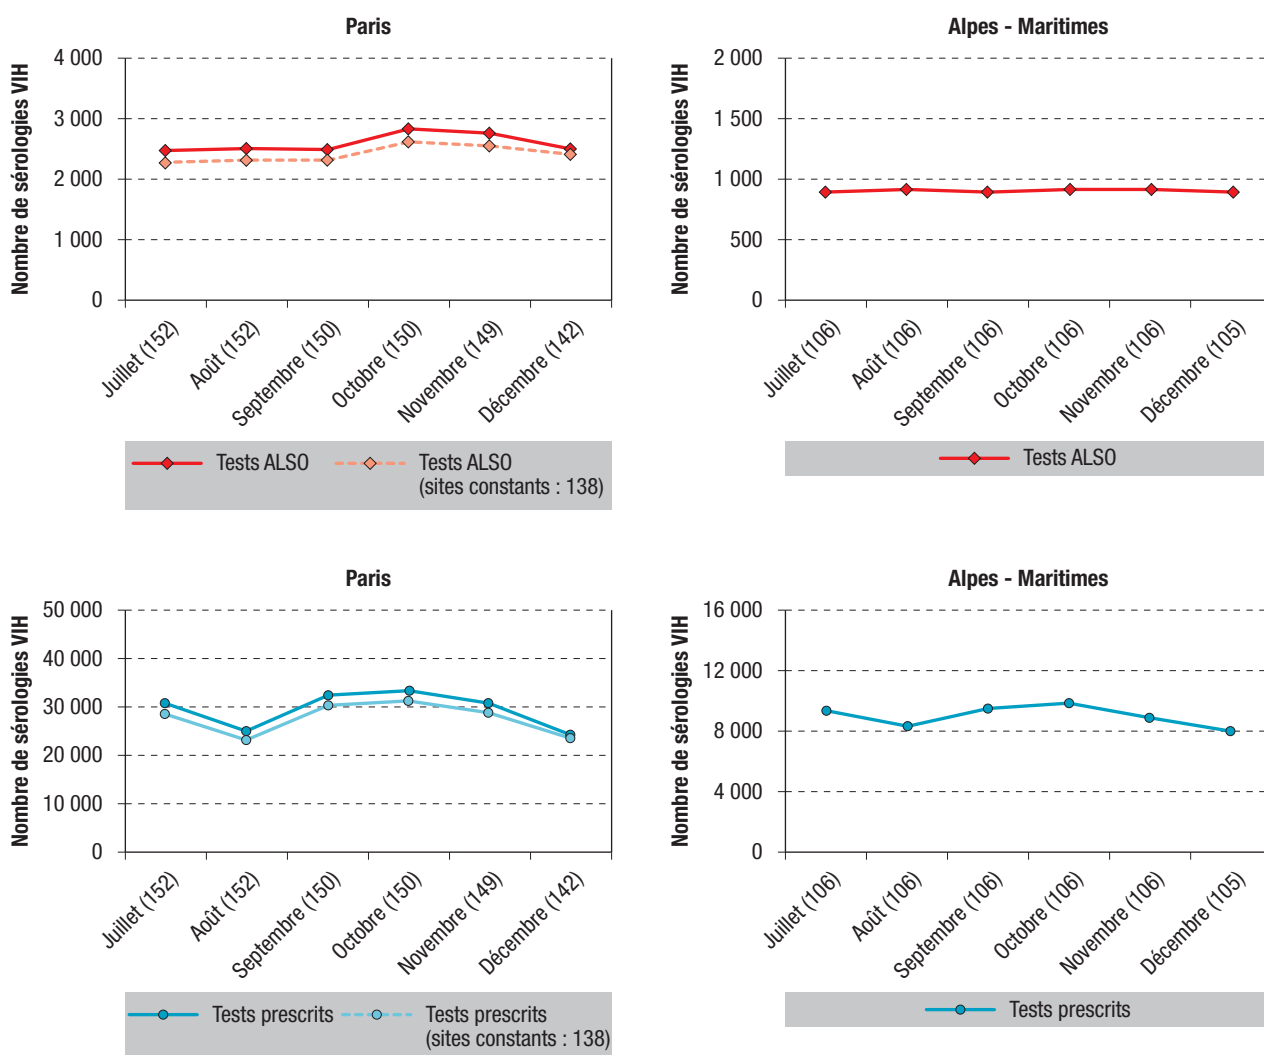 Paris
Nombre de sérologies VIH
4 000
3 000
2 000
1 000
0
Juillet (152)
Août (152)
Septembre (150)
Octobre (150)
Novembre (149)
Décembre (142)
Tests ALSO
Tests ALSO
(sites constants : 138)
Alpes - Maritimes
Nombre de sérologies VIH
2 000
1 500
1 000
500
0
Juillet (106)
Août (106)
Septembre (106)
Octobre (106)
Novembre (106)
Décembre (105)
Tests ALSO
Paris
Nombre de sérologies VIH
50 000
40 000
30 000
20 000
10 000
0
Juillet (152)
Août (152)
Septembre (150)
Octobre (150)
Novembre (149)
Décembre (142)
Tests prescrits
Tests prescrits
(sites constants : 138)
Alpes - Maritimes
Nombre de sérologies VIH
16 000
12 000
8 000
4 000
0
Juillet (106)
Août (106)
Septembre (106)
Octobre (106)
Novembre (106)
Décembre (105)
Tests prescrits